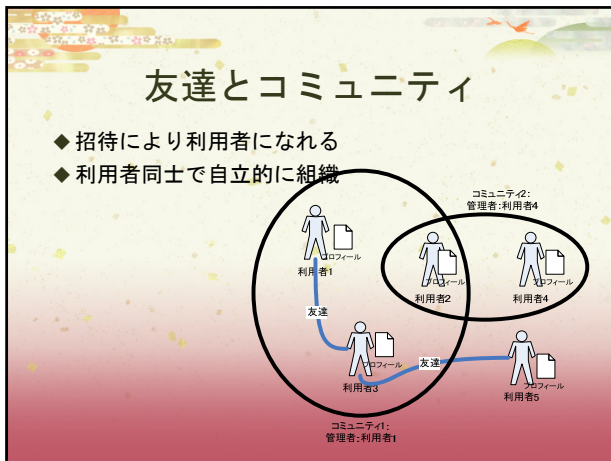 友達とコミュニティ
◆招待により利用者になれる
◆利用者同士で自立的に組織
コミュニティ2:
管理者:利用者4
プロフィール
利用者1
プロフィール
利用者2
プロフィール
利用者4
友達
プロフィール
利用者3
友達
プロフィール
利用者5
コミュニティ1:
管理者:利用者1